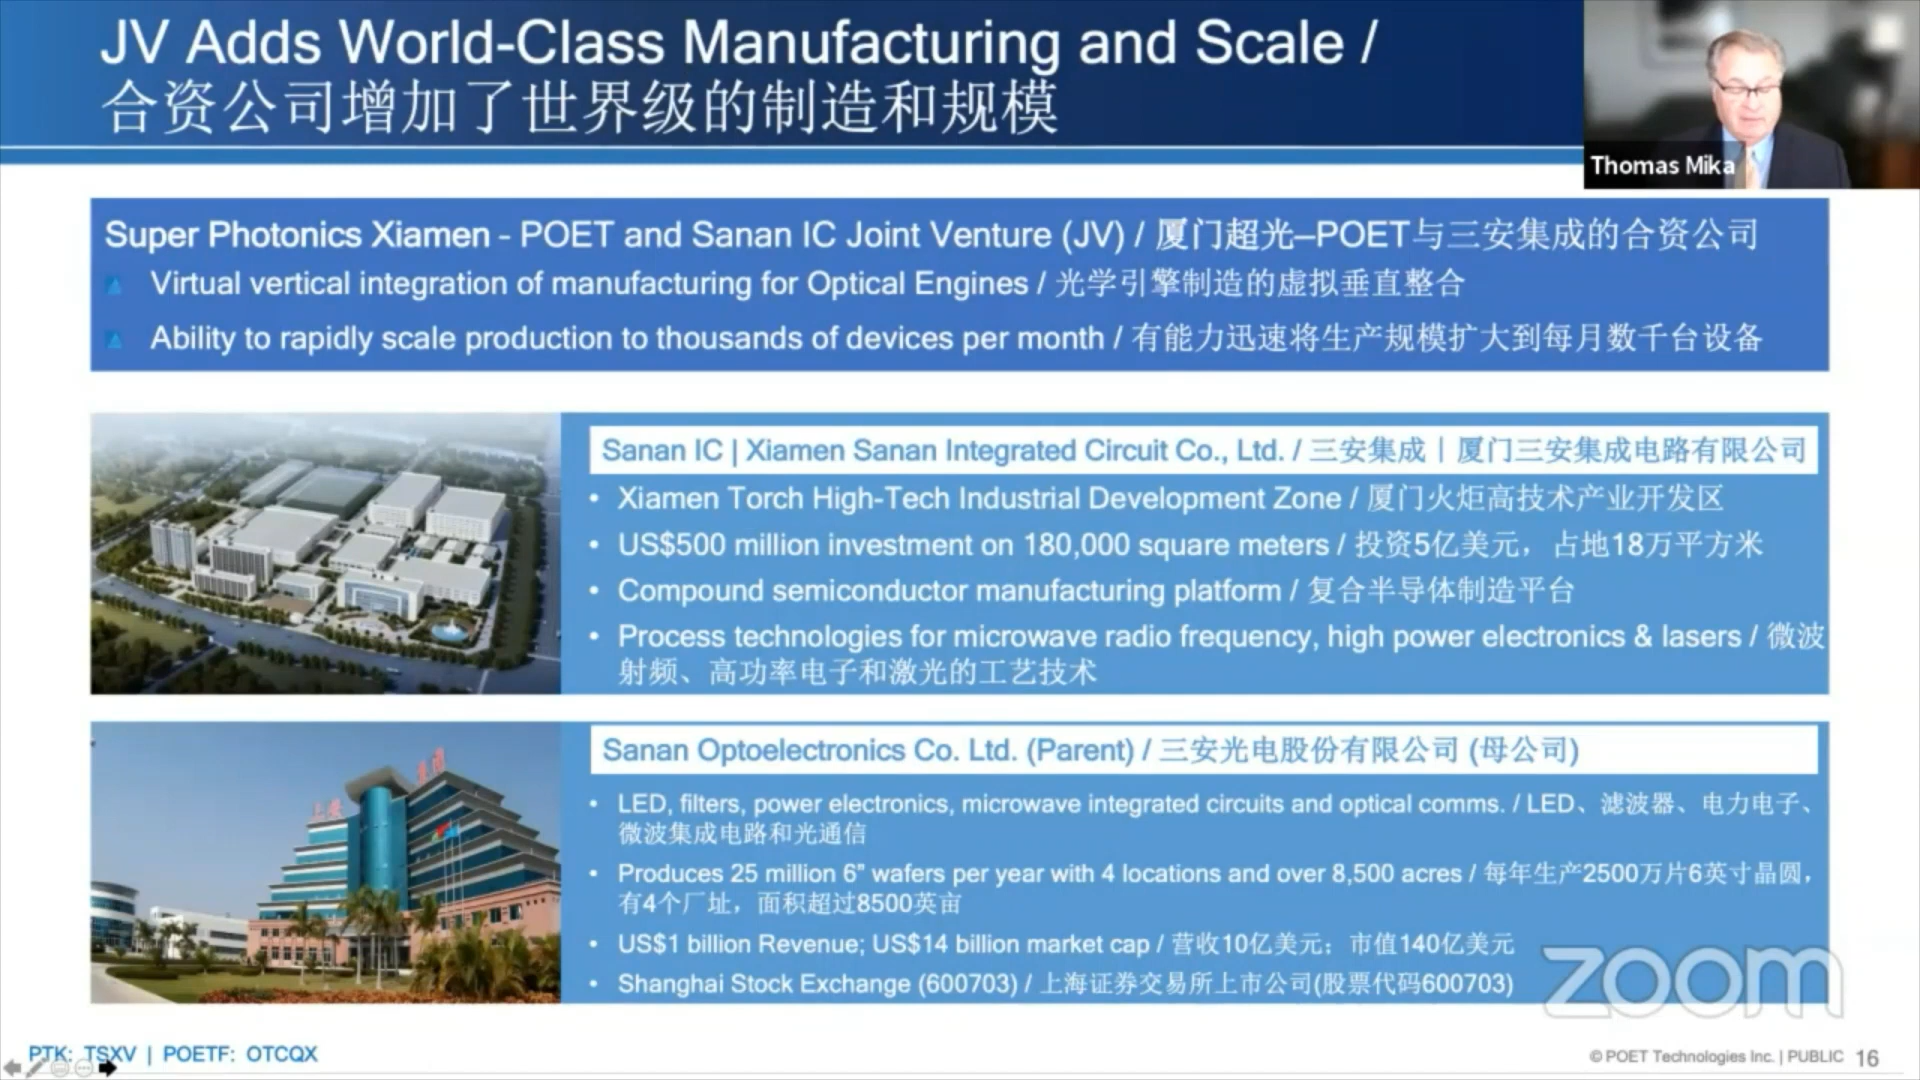 JV Adds World-Class Manufacturing and Scale /
合资公司增加了世界级的制造和规模
Thomas Mika
Super Photonics Xiamen - POET and Sanan IC Joint Venture (JV) / 厦门超光–POET与三安集成的合资公司
Virtual vertical integration of manufacturing for Optical Engines / 光学引擎制造的虚拟垂直整合
Ability to rapidly scale production to thousands of devices per month / 有能力迅速将生产规模扩大到每月数千台设备
Sanan IC | Xiamen Sanan Integrated Circuit Co., Ltd. / 三安集成 | 厦门三安集成电路有限公司
• Xiamen Torch High-Tech Industrial Development Zone / 厦门火炬高技术产业开发区
• US$500 million investment on 180,000 square meters / 投资5亿美元，占地18万平方米
• Compound semiconductor manufacturing platform / 复合半导体制造平台
• Process technologies for microwave radio frequency, high power electronics & lasers / 微波
射频、高功率电子和激光的工艺技术
Sanan Optoelectronics Co. Ltd. (Parent) / 三安光电股份有限公司 (母公司)
• LED, filters, power electronics, microwave integrated circuits and optical comms. / LED、滤波器、电力电子、
微波集成电路和光通信
• Produces 25 million 6” wafers per year with 4 locations and over 8,500 acres / 每年生产2500万片6英寸晶圆，
有4个厂址，面积超过8500英亩
• US$1 billion Revenue; US$14 billion market cap / 营收10亿美元；市值140亿美元
• Shanghai Stock Exchange (600703) / 上海证券交易所上市公司(股票代码600703)
zoom
PTK: TSXV | POETF: OTCQX
© POET Technologies Inc. | PUBLIC 16